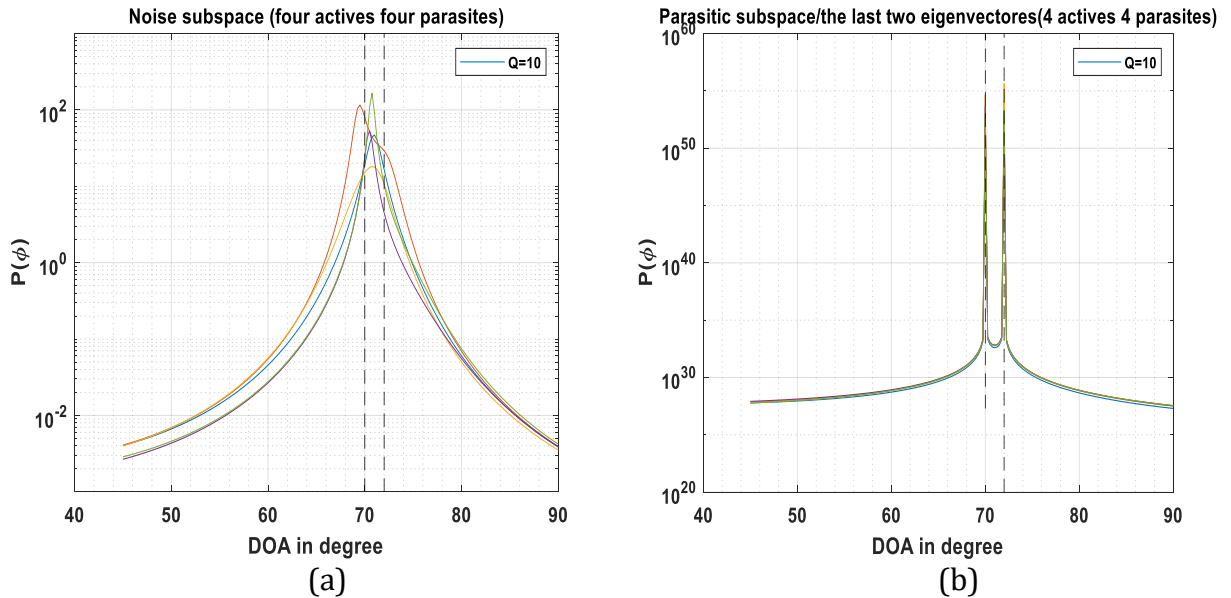 Noise subspace (four actives four parasites)
Q=10
10^2
10^0
10^-2
P(ϕ)
40 50 60 70 80 90
DOA in degree
(a)
Parasitic subspace/the last two eigenvectores(4 actives 4 parasites)
Q=10
10^60
10^50
10^40
10^30
10^20
P(ϕ)
40 50 60 70 80 90
DOA in degree
(b)